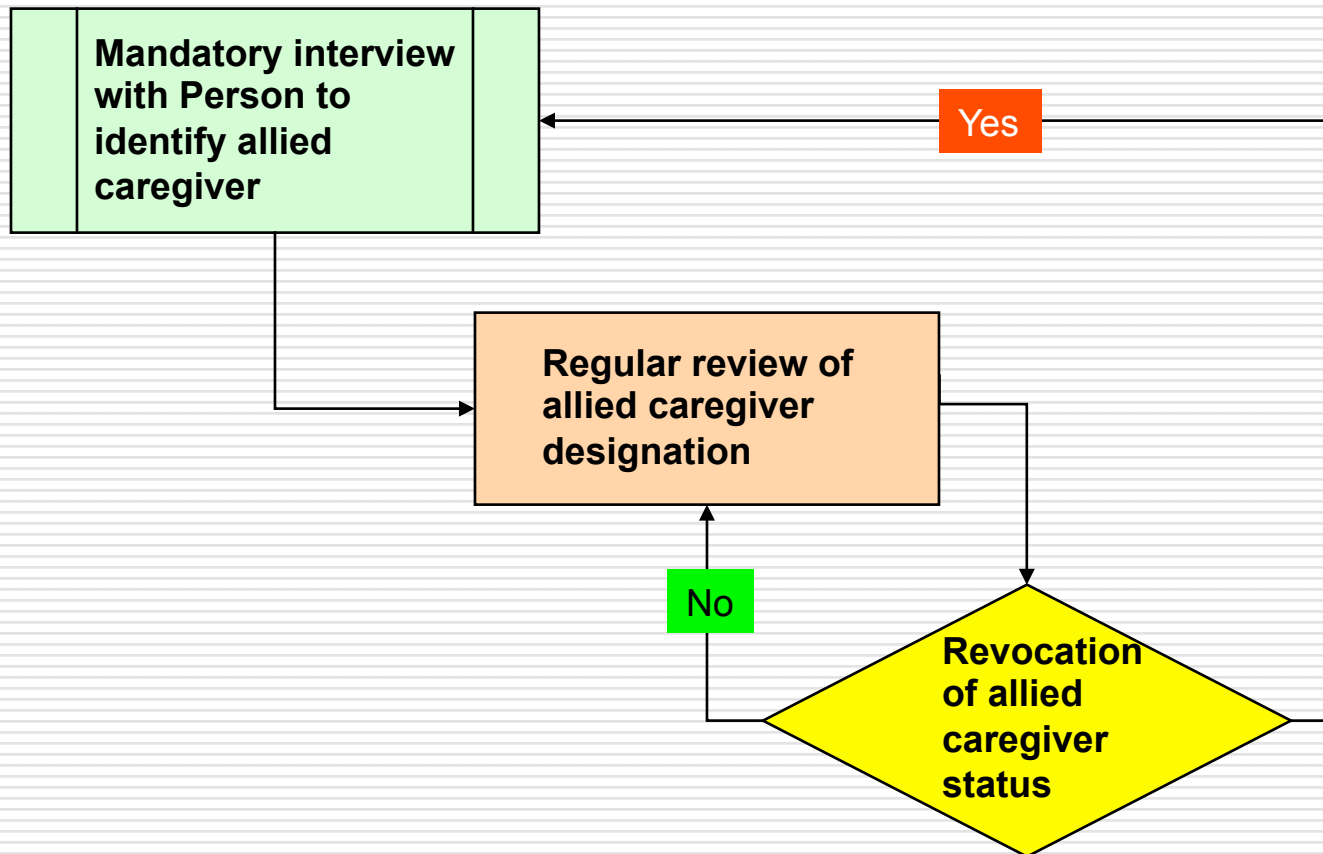 Mandatory interview
with Person to
identify allied
caregiver
Yes
Regular review of
allied caregiver
designation
No
Revocation
of allied
caregiver
status